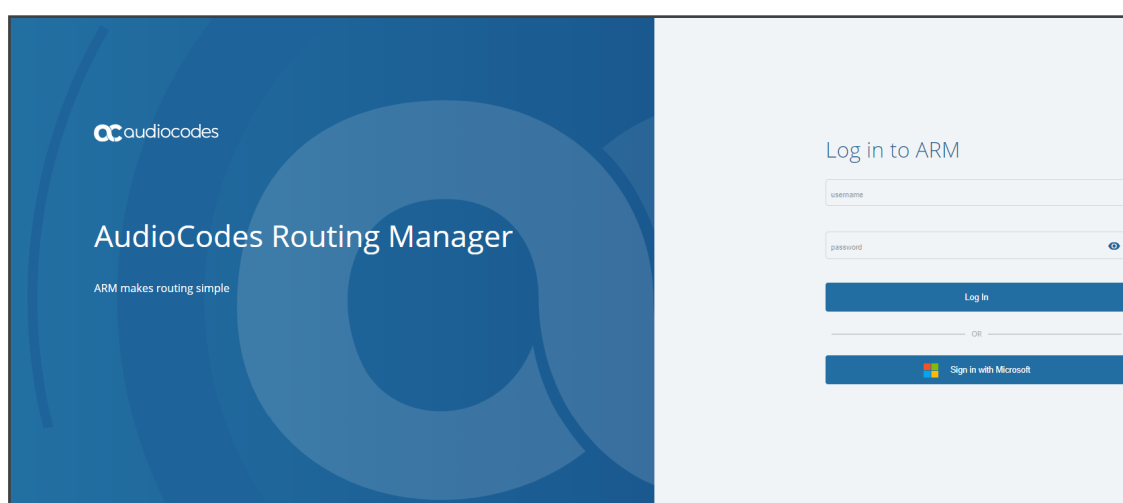 audiocodes
AudioCodes Routing Manager
ARM makes routing simple
Log in to ARM
username
password
Log In
OR
Sign in with Microsoft